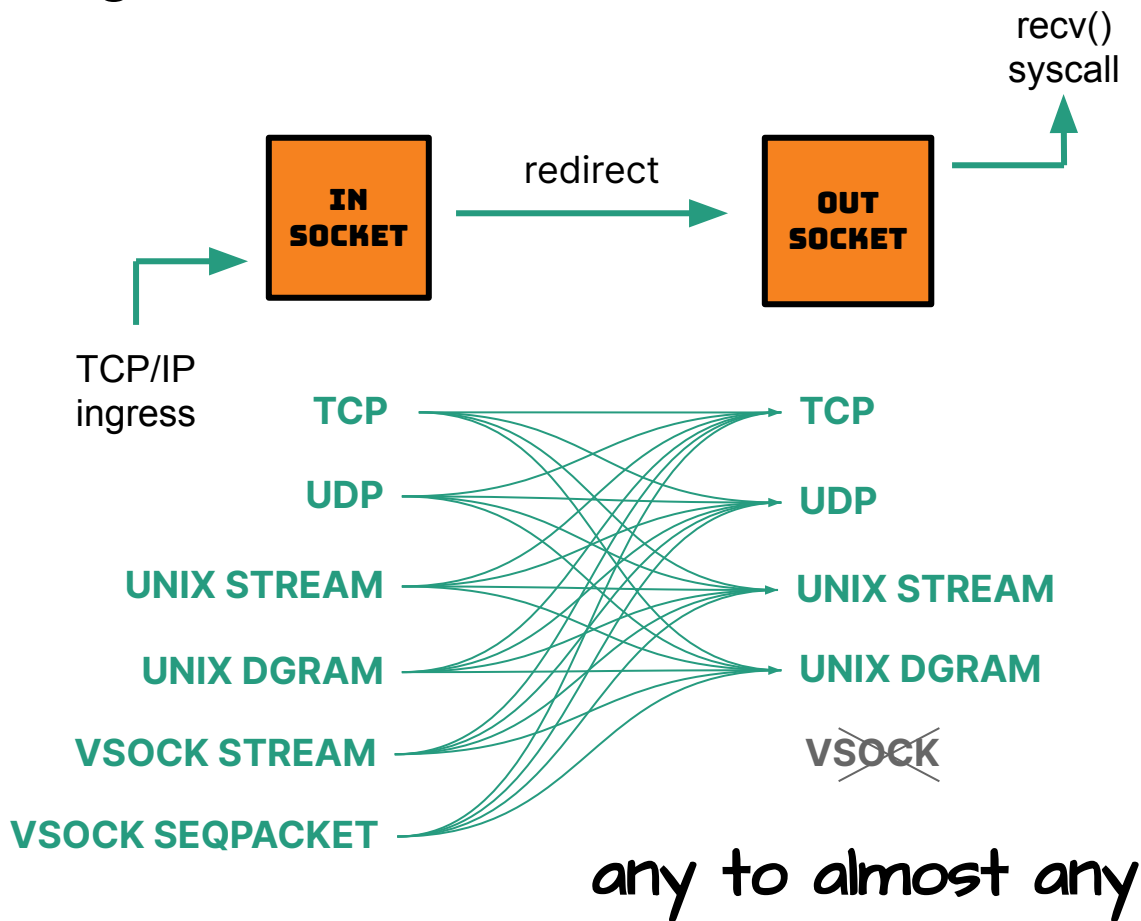 recv()
syscall
IN
SOCKET
redirect
OUT
SOCKET
TCP/IP
ingress
TCP
TCP
UDP
UDP
UNIX STREAM
UNIX STREAM
UNIX DGRAM
UNIX DGRAM
VSOCK STREAM
VSOCK
VSOCK SEQPACKET
any to almost any